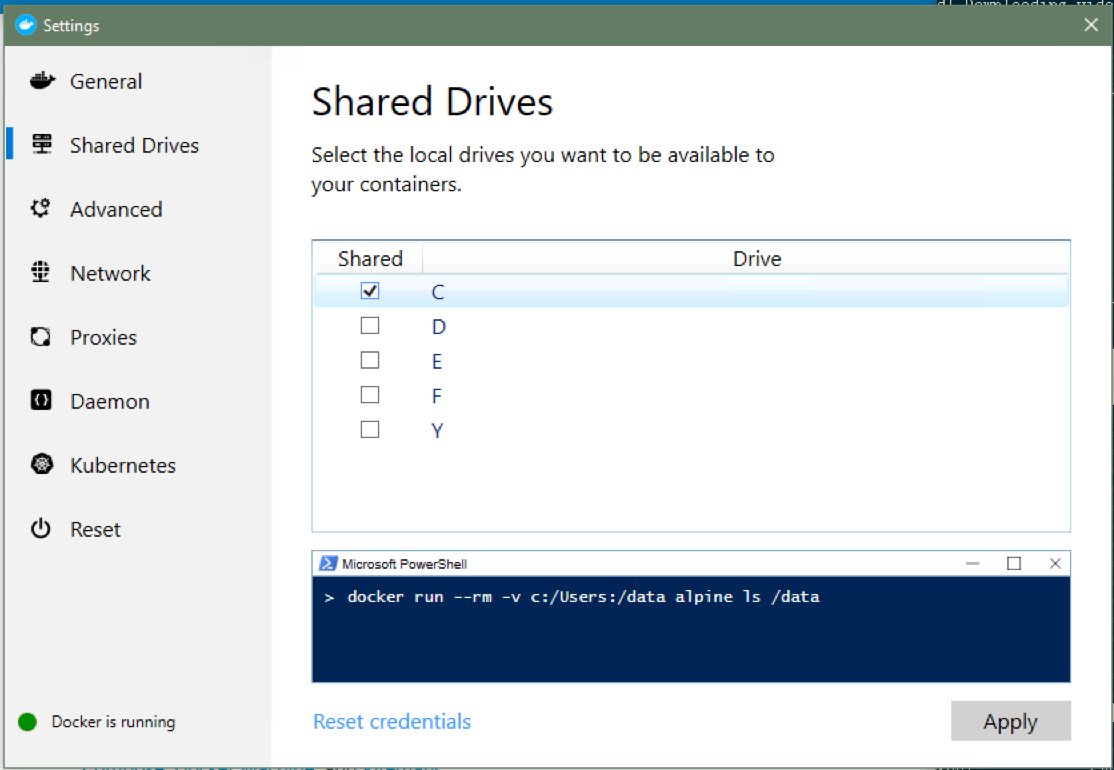 Settings
General
Shared Drives
Advanced
Network
Proxies
Daemon
Kubernetes
Reset
Docker is running
Shared Drives
Select the local drives you want to be available to
your containers.
Shared Drive
C
D
E
F
Y
Microsoft PowerShell
> docker run --rm -v c:/Users:/data alpine ls /data
Reset credentials
Apply